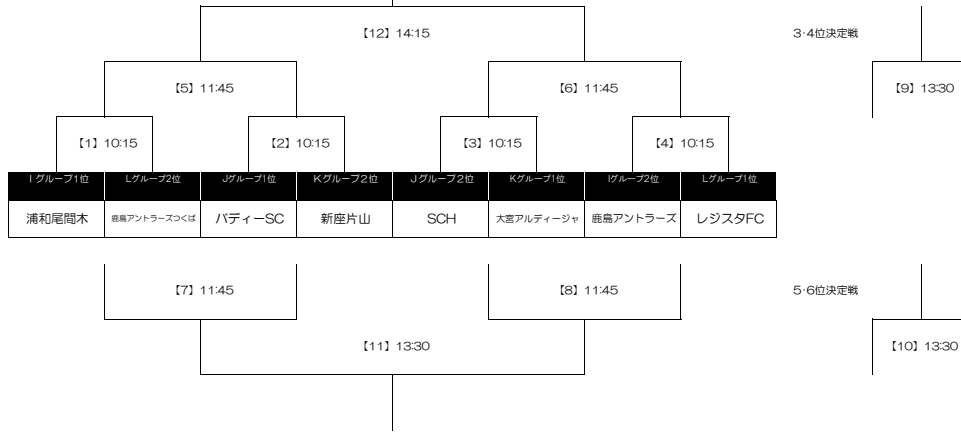 【12】14:15
3·4位決定戦
【5】11:45
【6】11:45
【9】13:30
【1】10:15
【2】10:15
【3】10:15
【4】10:15
Iグループ1位
Lグループ2位
Jグループ1位
Kグループ2位
Jグループ2位
Kグループ1位
Iグループ2位
Lグループ1位
浦和尾間木
鹿島アントラーズつくば
バディーSC
新座片山
SCH
大宮アルディージャ
鹿島アントラーズ
レジスタFC
【7】11:45
【8】11:45
5·6位決定戦
【11】13:30
【10】13:30